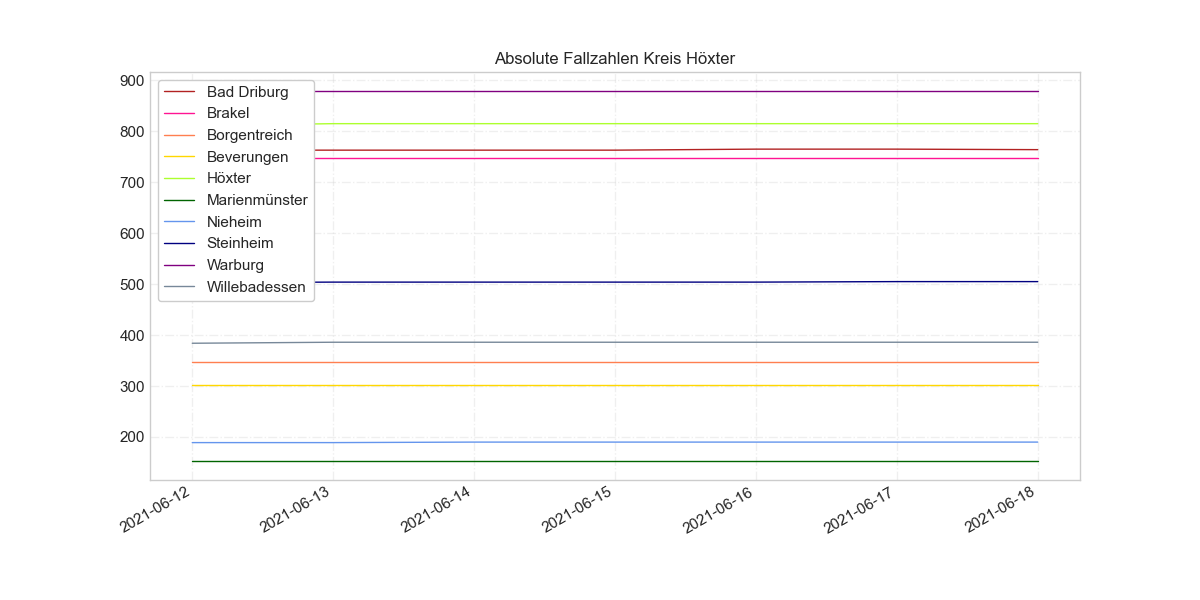 Absolute Fallzahlen Kreis Höxter
900
800
700
600
500
400
300
200
Bad Driburg
Brakel
Borgentreich
Beverungen
Höxter
Marienmünster
Nieheim
Steinheim
Warburg
Willebadessen
2021-06-12
2021-06-13
2021-06-14
2021-06-15
2021-06-16
2021-06-17
2021-06-18